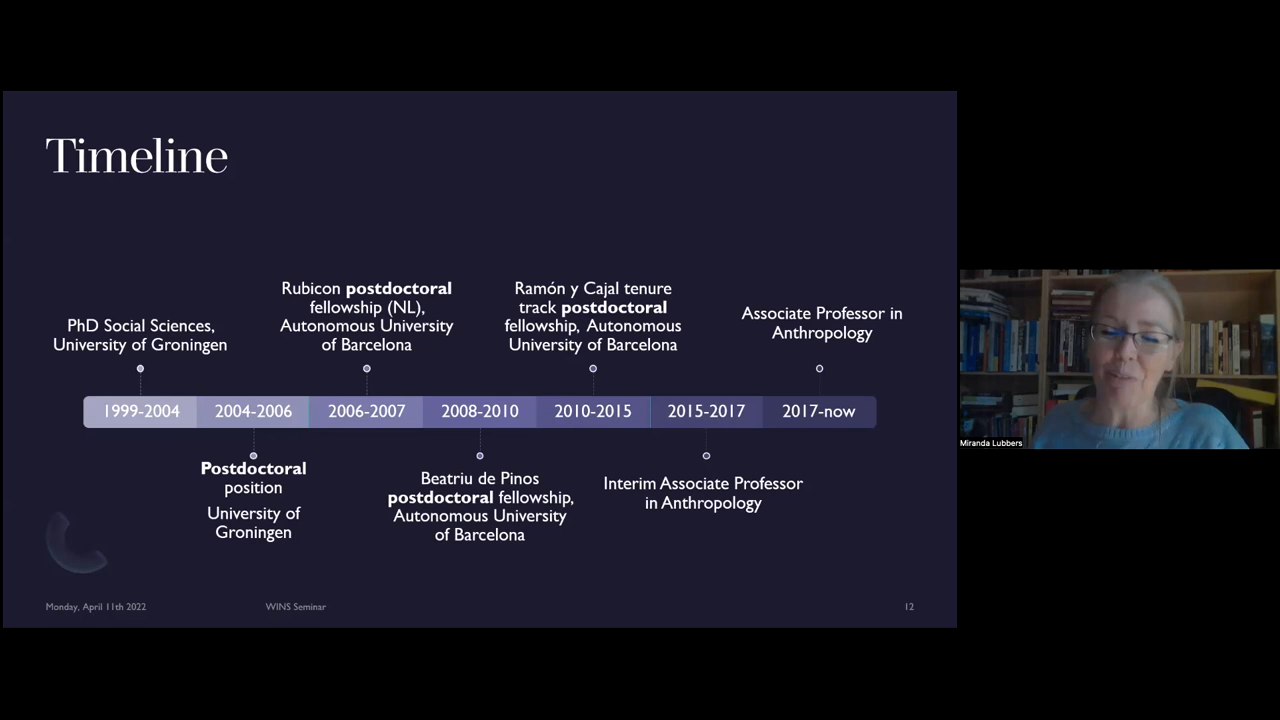 Timeline
PhD Social Sciences,
University of Groningen
Rubicon postdoctoral
fellowship (NL),
Autonomous University
of Barcelona
Ramón y Cajal tenure
track postdoctoral
fellowship, Autonomous
University of Barcelona
Associate Professor in
Anthropology
1999-2004
2004-2006
2006-2007
2008-2010
2010-2015
2015-2017
2017-now
Postdoctoral
position
University of
Groningen
Beatriu de Pinos
postdoctoral fellowship,
Autonomous University
of Barcelona
Interim Associate Professor
in Anthropology
Monday, April 11th 2022
WINS Seminar
12
Miranda Lubbers